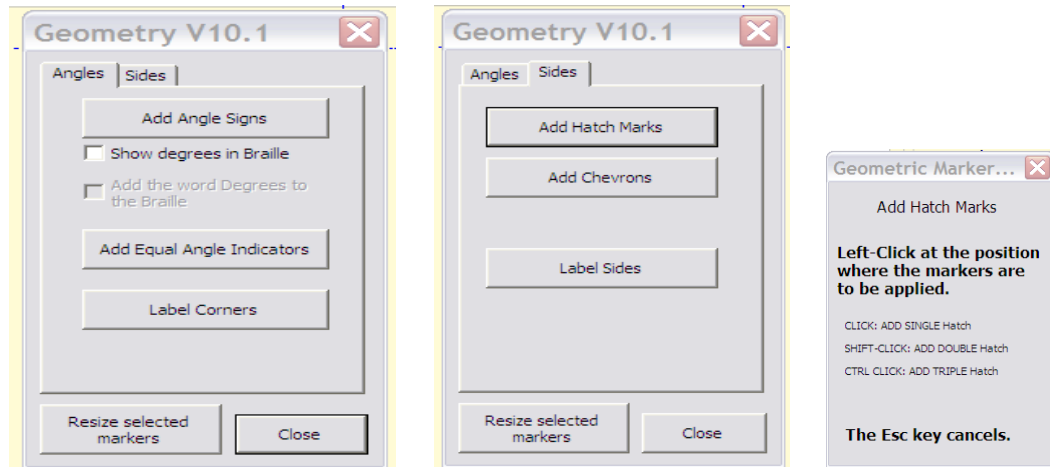 Geometry V10.1
Angles
Sides
Add Angle Signs
Show degrees in Braille
Add the word Degrees to
the Braille
Add Equal Angle Indicators
Label Corners
Resize selected
markers
Close
Geometry V10.1
Angles
Sides
Add Hatch Marks
Add Chevrons
Label Sides
Resize selected
markers
Close
Geometric Marker...
Add Hatch Marks
Left-Click at the position
where the markers are
to be applied.
CLICK: ADD SINGLE Hatch
SHIFT-CLICK: ADD DOUBLE Hatch
CTRL CLICK: ADD TRIPLE Hatch
The Esc key cancels.